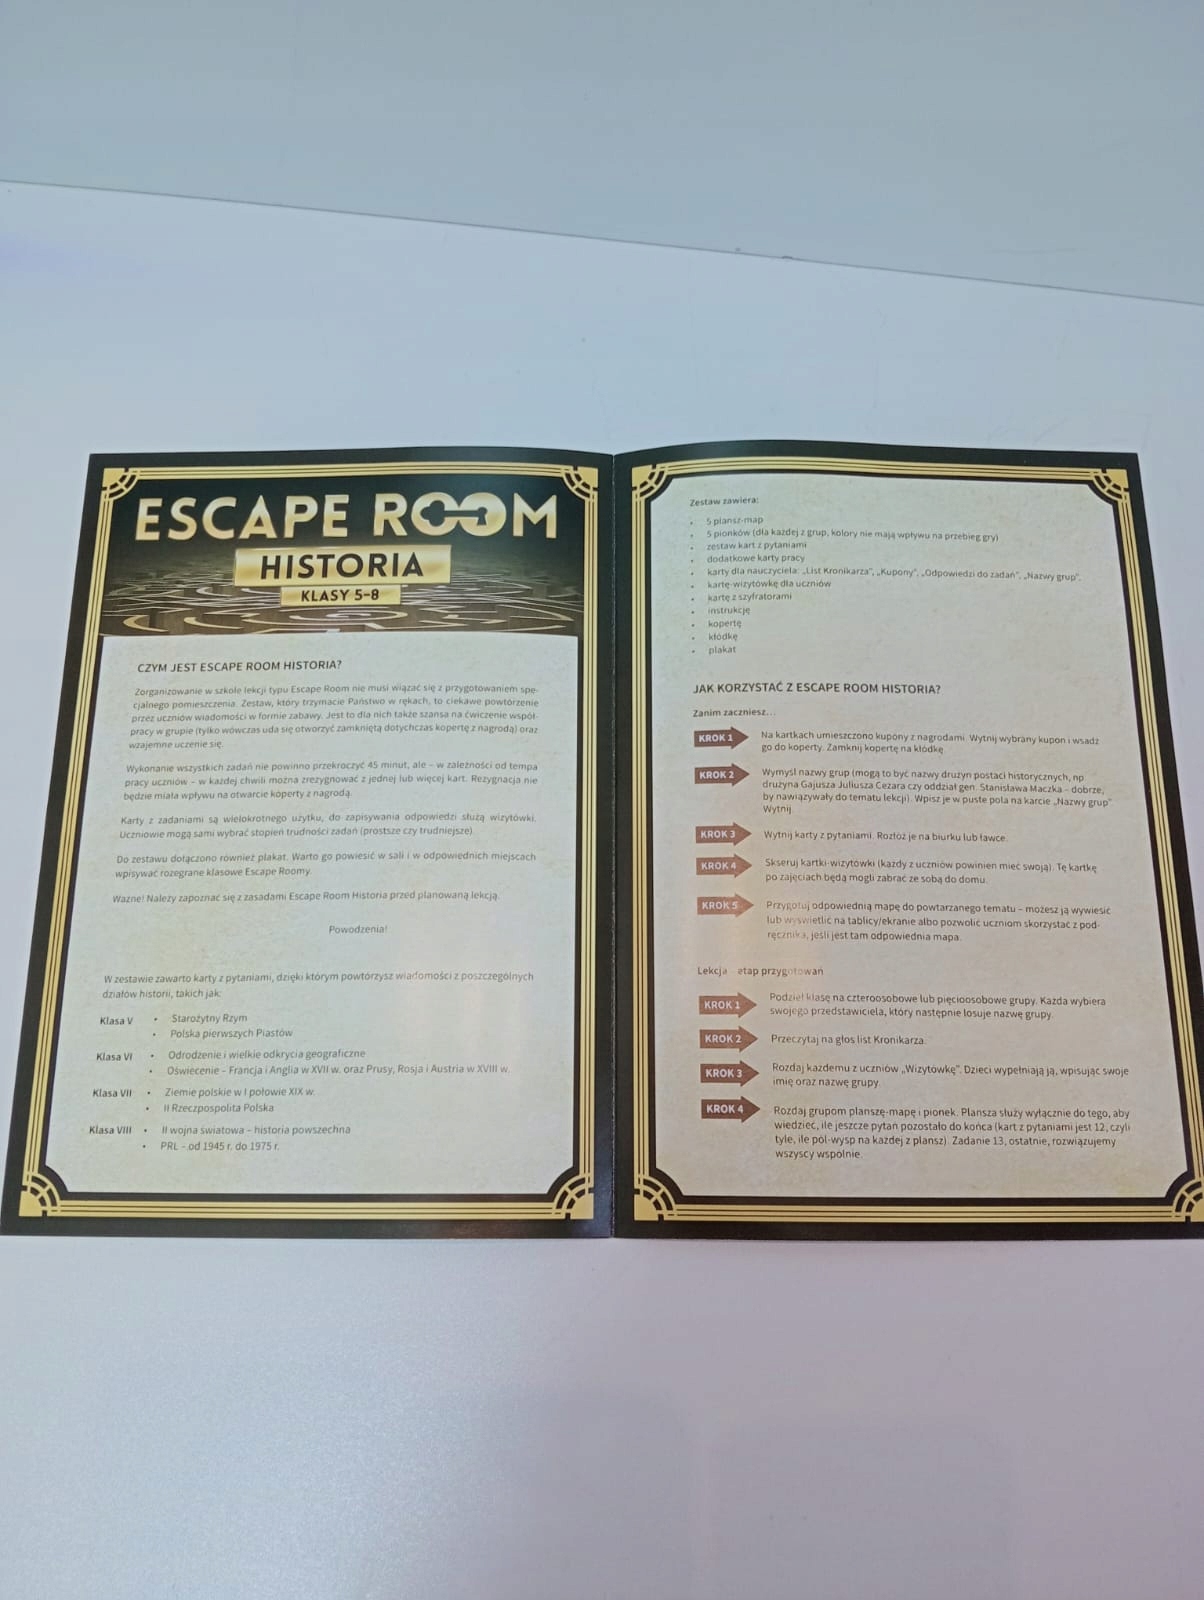 ESCAPE ROOM
HISTORIA
KLASY 5–8
CZYM JEST ESCAPE ROOM HISTORIA?
Zorganizowanie w szkole lekcji typu Escape Room nie musi wiązać się z przygotowaniem spe-
cjalnego pomieszczenia. Zestaw, który trzymacie Państwo w rękach, to ciekawe powtórzenie
przez uczniów wiadomości w formie zabawy. Jest to dla nich także szansa na ćwiczenie współ-
pracy w grupie (tylko wówczas uda się otworzyć zamkniętą dotychczas kopertę z nagrodą) oraz
wzajemne uczenie się.
Wykonanie wszystkich zadań nie powinno przekroczyć 45 minut, ale – w zależności od tempa
pracy uczniów – w każdej chwili można zrezygnować z jednej lub więcej kart. Rezygnacja nie
będzie miała wpływu na otwarcie koperty z nagrodą.
Karty z zadaniami są wielokrotnego użytku, do zapisywania odpowiedzi służą wizytówki.
Uczniowie mogą sami wybrać stopień trudności zadań (prostsze czy trudniejsze).
Do zestawu dołączono również plakat. Warto go powiesić w sali i w odpowiednich miejscach
wpisywać rozegrane klasowe Escape Roomy.
Ważne! Należy zapoznać się z zasadami Escape Room Historia przed planowaną lekcją.
Powodzenia!
W zestawie zawarto karty z pytaniami, dzięki którym powtórzysz wiadomości z poszczególnych
działów historii, takich jak:
Klasa V • Starożytny Rzym
• Polska pierwszych Piastów
Klasa VI • Odrodzenie i wielkie odkrycia geograficzne
• Oświecenie – Francja i Anglia w XVII w. oraz Prusy, Rosja i Austria w XVIII w.
Klasa VII • Ziemie polskie w I połowie XIX w.
• II Rzeczpospolita Polska
Klasa VIII • II wojna światowa – historia powszechna
• PRL – od 1945 r. do 1975 r.
Zestaw zawiera:
• 5 plansz-map
• 5 pionków (dla każdej z grup, kolory nie mają wpływu na przebieg gry)
• zestaw kart z pytaniami
• dodatkowe karty pracy
• karty dla nauczyciela: „List Kronikarza”, „Kupony”, „Odpowiedzi do zadań”, „Nazwy grup”.
• kartę-wizytówkę dla uczniów
• kartę z szyfratorami
• instrukcję
• kopertę
• kłódkę
• plakat
JAK KORZYSTAĆ Z ESCAPE ROOM HISTORIA?
Zanim zaczniesz...
KROK 1 Na kartkach umieszczono kupony z nagrodami. Wytnij wybrany kupon i wsadź
go do koperty. Zamknij kopertę na kłódkę.
KROK 2 Wymyśl nazwy grup (mogą to być nazwy drużyn postaci historycznych, np
drużyna Gajusza Juliusza Cezara czy oddział gen. Stanisława Maczka – dobrze,
by nawiązywały do tematu lekcji). Wpisz je w puste pola na karcie „Nazwy grup”
Wytnij.
KROK 3 Wytnij karty z pytaniami. Rozłóż je na biurku lub ławce.
KROK 4 Skseruj kartki-wizytówki (każdy z uczniów powinien mieć swoją). Tę kartkę
po zajęciach będą mogli zabrać ze sobą do domu.
KROK 5 Przygotuj odpowiednią mapę do powtarzanego tematu – możesz ją wywiesić
lub wyświetlić na tablicy/ekranie albo pozwolić uczniom skorzystać z pod-
ręcznika, jeśli jest tam odpowiednia mapa.
Lekcja – etap przygotowań
KROK 1 Podziel klasę na czteroosobowe lub pięcioosobowe grupy. Każda wybiera
swojego przedstawiciela, który następnie losuje nazwę grupy.
KROK 2 Przeczytaj na głos list Kronikarza.
KROK 3 Rozdaj każdemu z uczniów „Wizytówkę”. Dzieci wypełniają ją, wpisując swoje
imię oraz nazwę grupy.
KROK 4 Rozdaj grupom planszę-mapę i pionek. Plansza służy wyłącznie do tego, aby
wiedzieć, ile jeszcze pytań pozostało do końca (kart z pytaniami jest 12, czyli
tyle, ile pól-wysp na każdej z plansz). Zadanie 13, ostatnie, rozwiązujemy
wszyscy wspólnie.